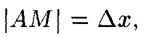 |AM| = Δx,